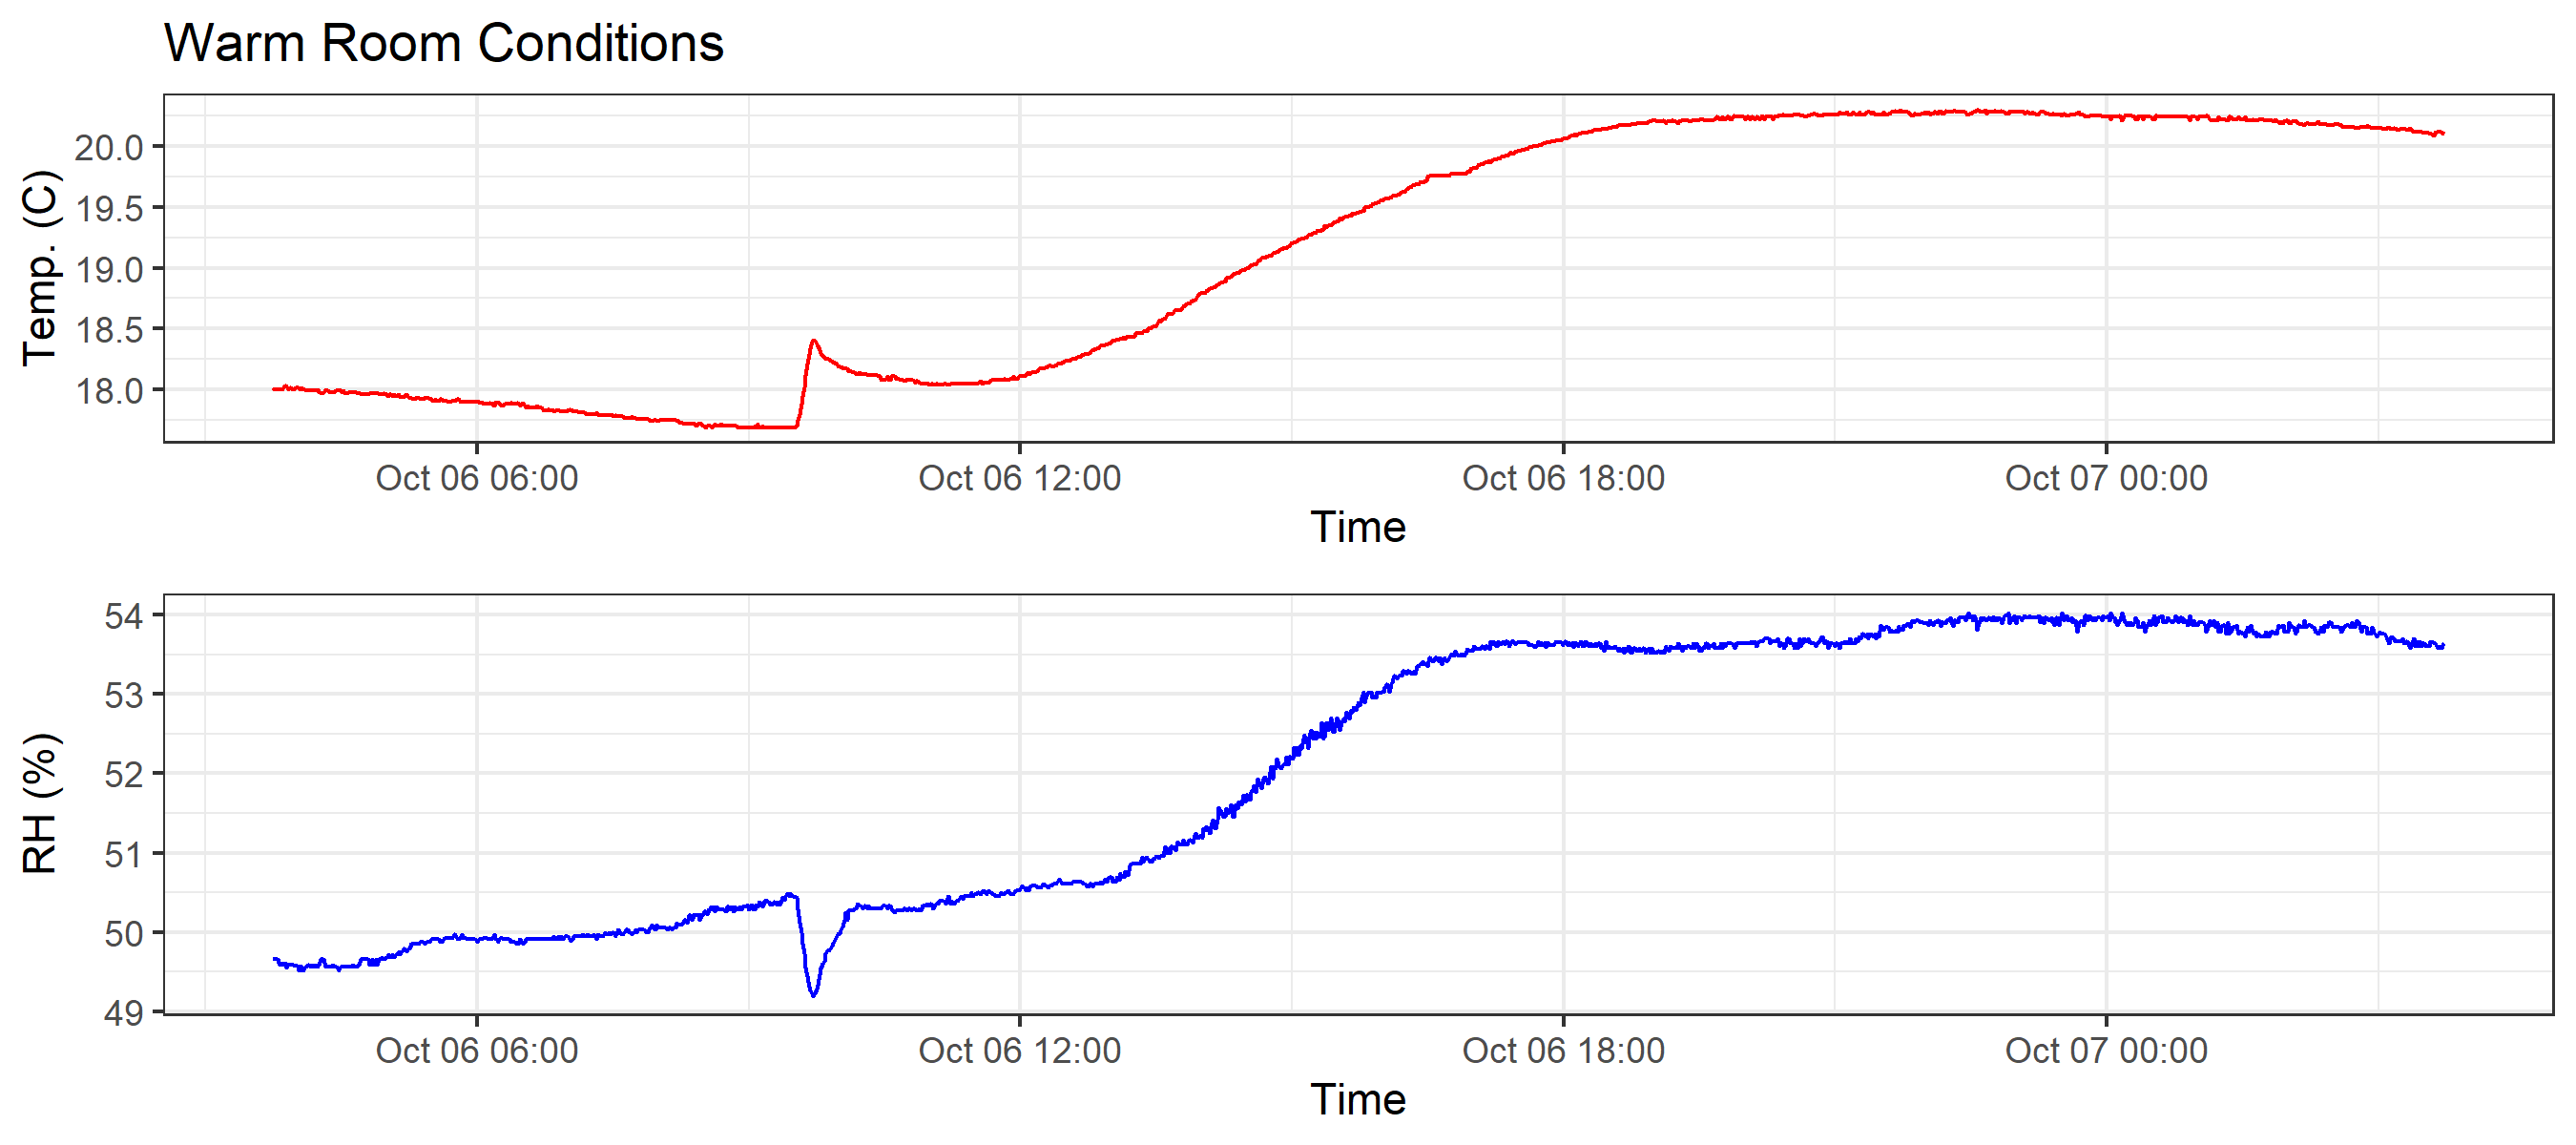 Warm Room Conditions
Temp. (C)
20.0
19.5
19.0
18.5
18.0
Oct 06 06:00 Oct 06 12:00 Oct 06 18:00 Oct 07 00:00
Time
RH (%)
54
53
52
51
50
49
Oct 06 06:00 Oct 06 12:00 Oct 06 18:00 Oct 07 00:00
Time